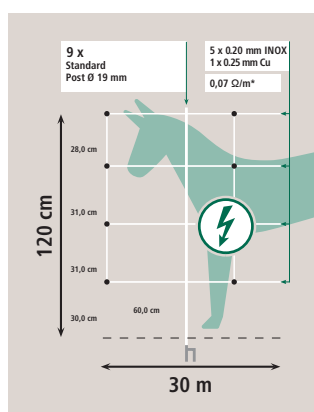 9 x
Standard
Post Ø 19 mm
5 x 0.20 mm INOX
1 x 0.25 mm Cu
0,07 Ω/m*
28,0 cm
31,0 cm
31,0 cm
30,0 cm
60,0 cm
120 cm
30 m